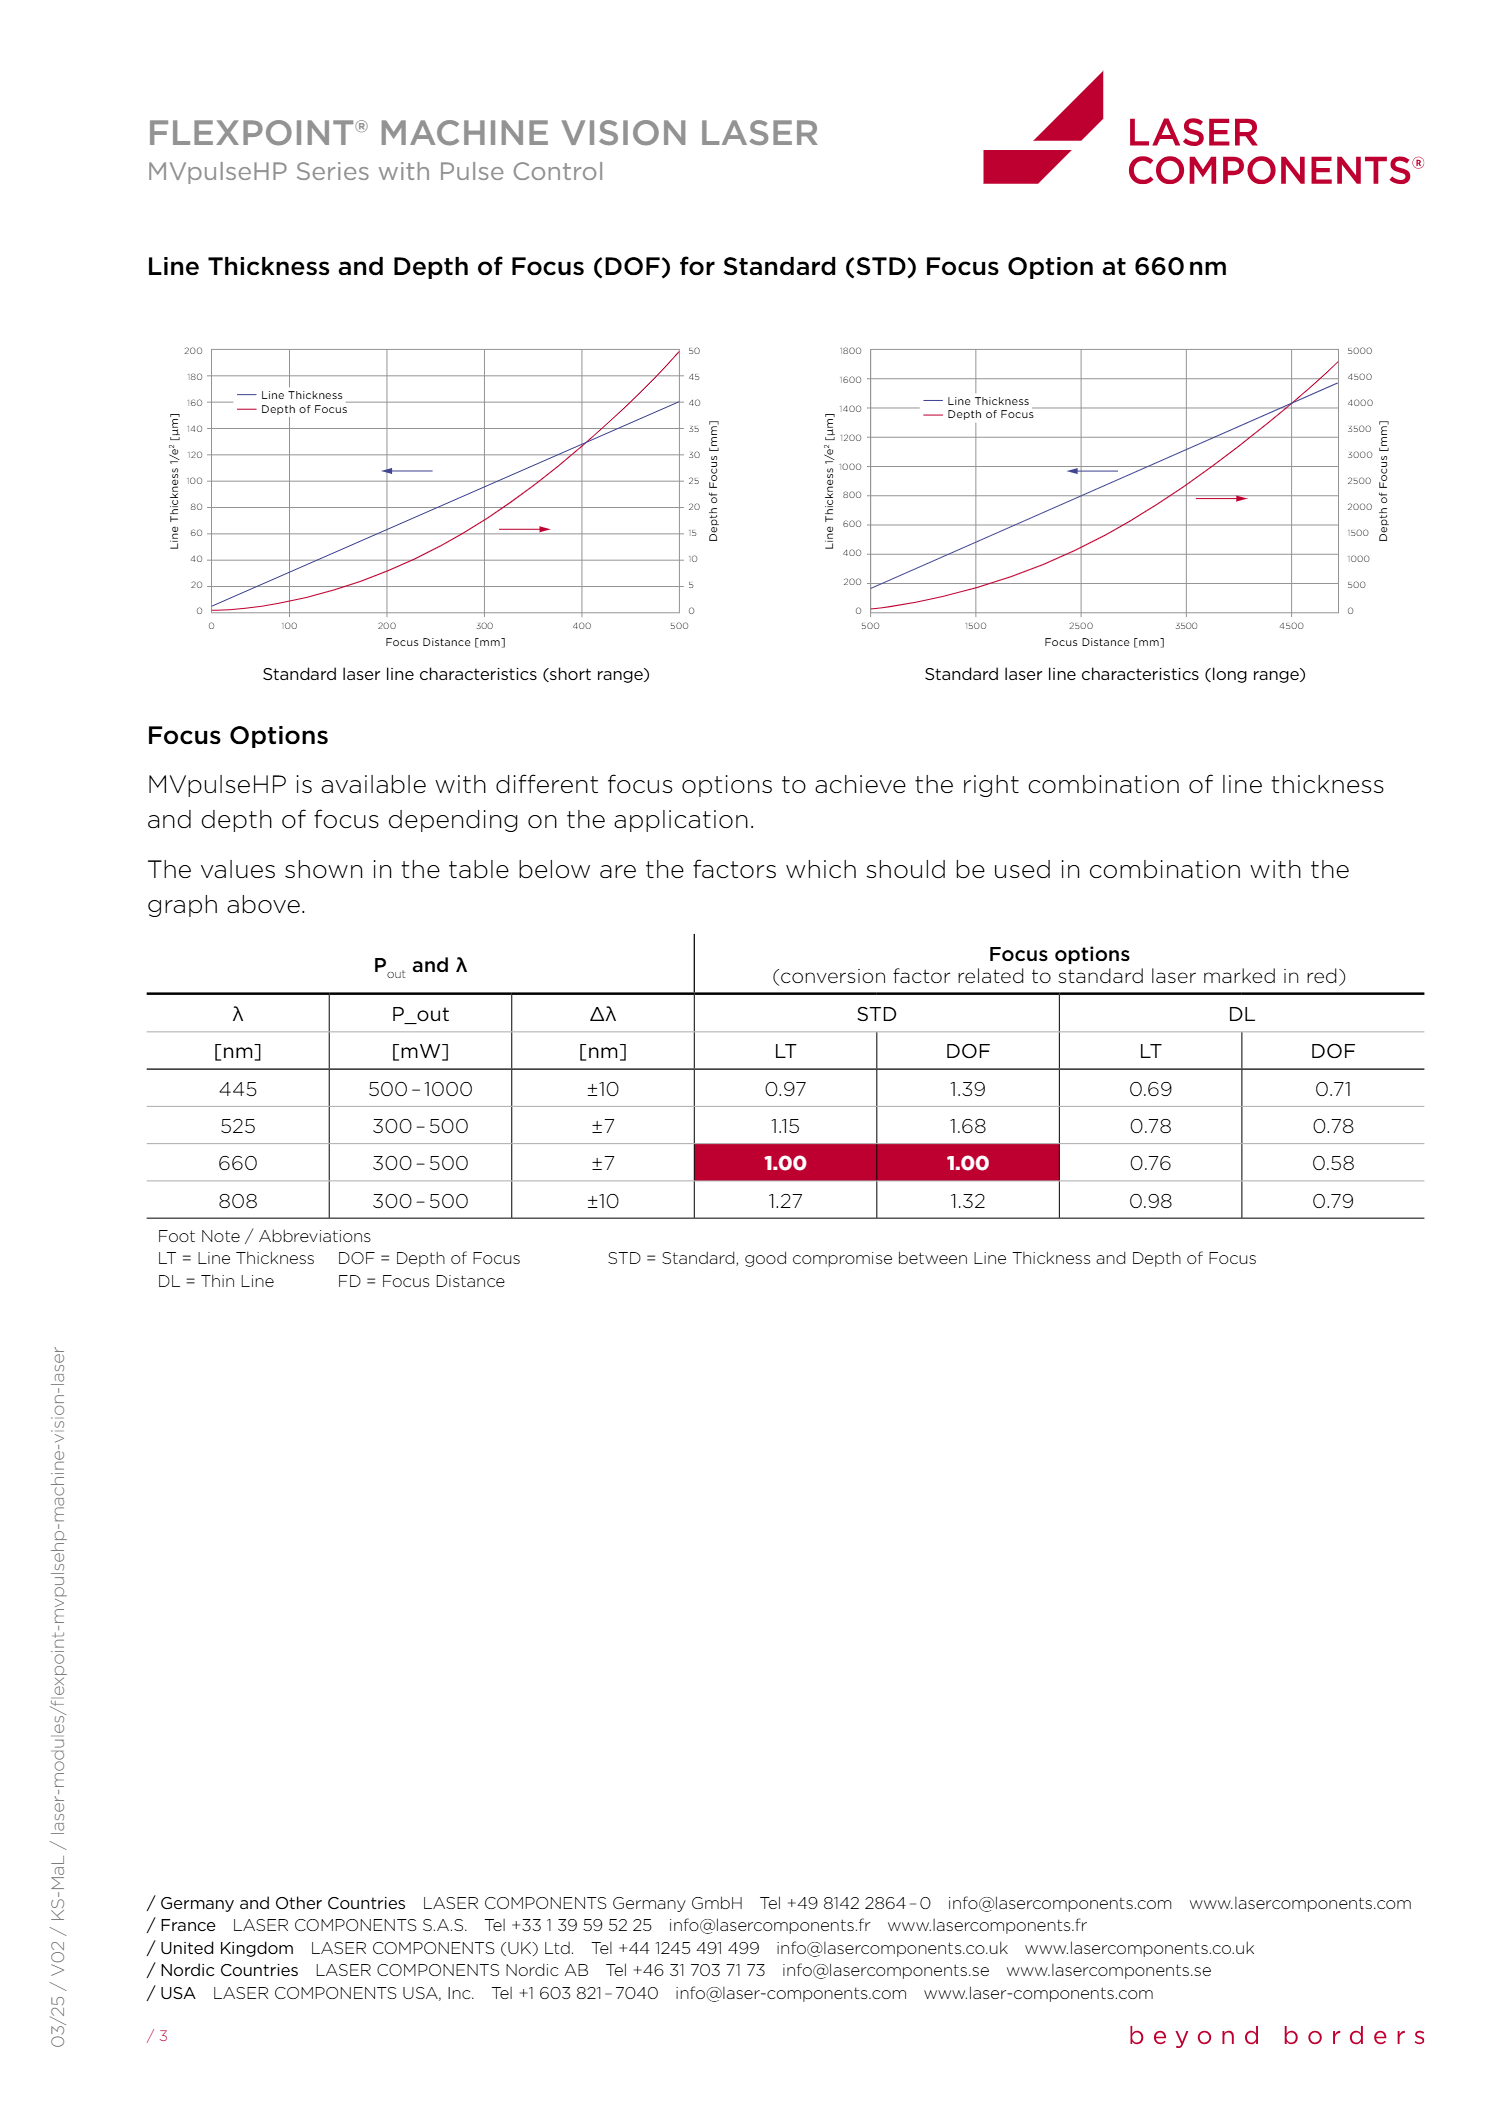 FLEXPOINT® MACHINE VISION LASER
MVpulseHP Series with Pulse Control
LASER
COMPONENTS®
Line Thickness and Depth of Focus (DOF) for Standard (STD) Focus Option at 660 nm
200
180
160
140
120
100
80
60
40
20
0
Line Thickness 1/e² [µm]
Line Thickness
Depth of Focus
50
45
40
35
30
25
20
15
10
5
0
Depth of Focus [mm]
0 100 200 300 400 500
Focus Distance [mm]
Standard laser line characteristics (short range)
1800
1600
1400
1200
1000
800
600
400
200
0
Line Thickness 1/e² [µm]
Line Thickness
Depth of Focus
5000
4500
4000
3500
3000
2500
2000
1500
1000
500
0
Depth of Focus [mm]
500 1500 2500 3500 4500
Focus Distance [mm]
Standard laser line characteristics (long range)
Focus Options
MVpulseHP is available with different focus options to achieve the right combination of line thickness
and depth of focus depending on the application.
The values shown in the table below are the factors which should be used in combination with the
graph above.
P_out and λ
Focus options
(conversion factor related to standard laser marked in red)
λ P_out Δλ STD DL
[nm] [mW] [nm] LT DOF LT DOF
445 500 – 1000 ±10 0.97 1.39 0.69 0.71
525 300 – 500 ±7 1.15 1.68 0.78 0.78
660 300 – 500 ±7 1.00 1.00 0.76 0.58
808 300 – 500 ±10 1.27 1.32 0.98 0.79
Foot Note / Abbreviations
LT = Line Thickness DOF = Depth of Focus STD = Standard, good compromise between Line Thickness and Depth of Focus
DL = Thin Line FD = Focus Distance
03/25 / V02 / KS-MaL / laser-modules/flexpoint-mvpulsehp-machine-vision-laser
/ Germany and Other Countries LASER COMPONENTS Germany GmbH Tel +49 8142 2864 – 0 info@lasercomponents.com www.lasercomponents.com
/ France LASER COMPONENTS S.A.S. Tel +33 1 39 59 52 25 info@lasercomponents.fr www.lasercomponents.fr
/ United Kingdom LASER COMPONENTS (UK) Ltd. Tel +44 1245 491 499 info@lasercomponents.co.uk www.lasercomponents.co.uk
/ Nordic Countries LASER COMPONENTS Nordic AB Tel +46 31 703 71 73 info@lasercomponents.se www.lasercomponents.se
/ USA LASER COMPONENTS USA, Inc. Tel +1 603 821 – 7040 info@laser-components.com www.laser-components.com
/ 3
beyond borders